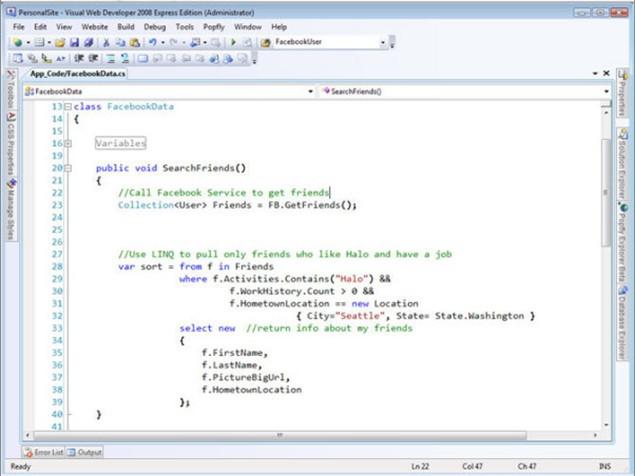 PersonalSite - Visual Web Developer 2008 Express Edition (Administrator)
File Edit View Website Build Debug Tools Popfly Window Help
FacebookUser
App_Code/FacebookData.cs
FacebookData
SearchFriends()
Toolbox
CSS Properties
Manage Styles
13 class FacebookData
14 {
15
16 Variables
19
20 public void SearchFriends()
21 {
22 //Call Facebook Service to get friends
23 Collection<User> Friends = FB.GetFriends();
24
25
26
27 //Use LINQ to pull only friends who like Halo and have a job
28 var sort = from f in Friends
29 where f.Activities.Contains("Halo") &&
30 f.WorkHistory.Count > 0 &&
31 f.HometownLocation == new Location
32 { City="Seattle", State= State.Washington }
33 select new //return info about my friends
34 {
35 f.FirstName,
36 f.LastName,
37 f.PictureBigUrl,
38 f.HometownLocation
39 };
40 }
41
Properties
Solution Explorer
Popfly Explorer Beta
Database Explorer
Error List Output
Ready Ln 22 Col 47 Ch 47 INS